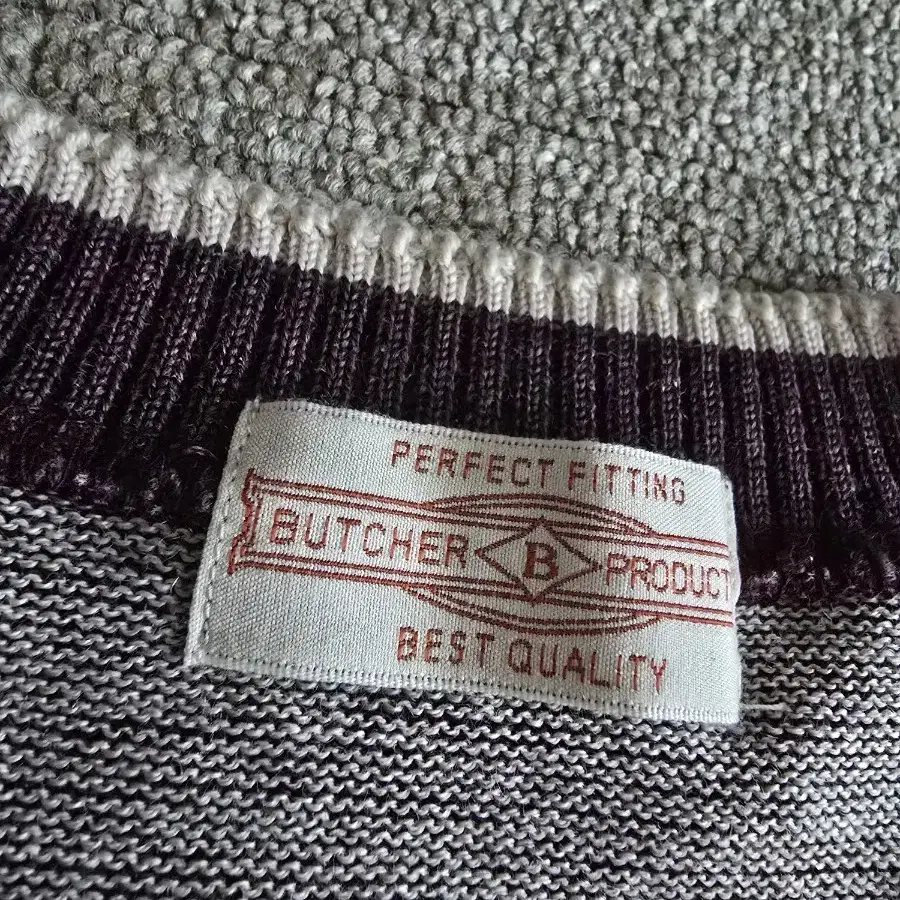 PERFECT FITTING
BUTCHER B PRODUCT
BEST QUALITY